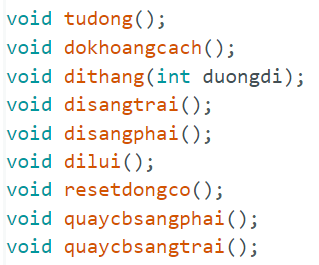 void tudong();
void dokhoangcach();
void dithang(int duongdi);
void disangtrai();
void disangphai();
void dilui();
void resetdongco();
void quaycbsangphai();
void quaycbsangtrai();